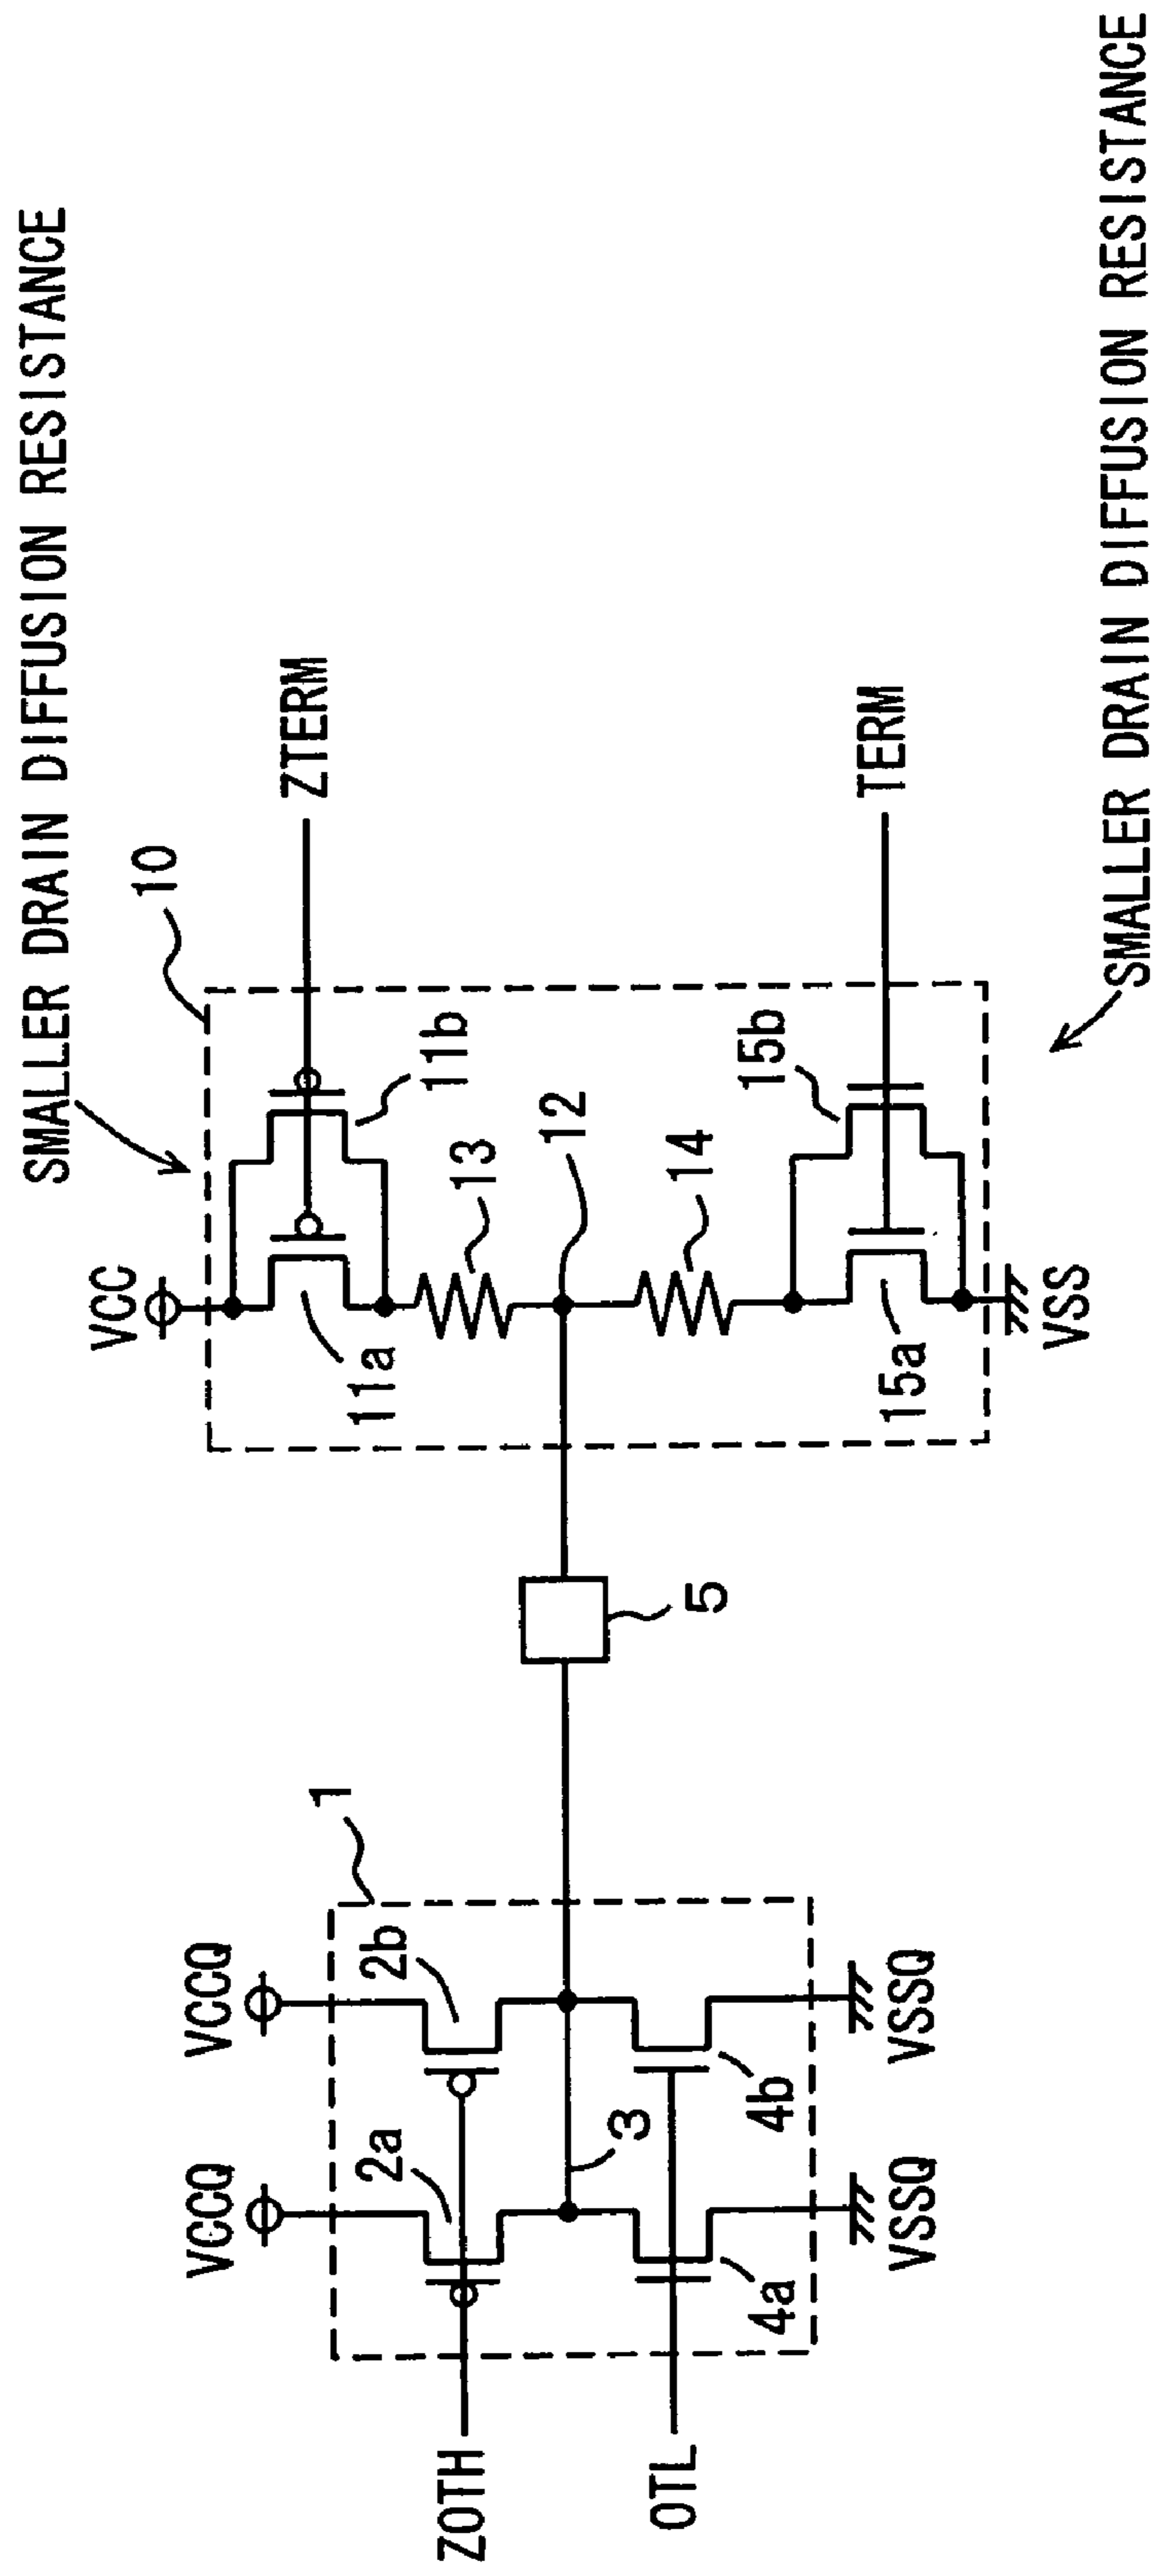 SMALLER DRAIN DIFFUSION RESISTANCE
10
VCC
ZTERM
11a
11b
13
12
14
15b
15a
TERM
VSS
SMALLER DRAIN DIFFUSION RESISTANCE
5
1
VCCQ
VCCQ
2a
2b
ZOTH
3
OTL
4a
4b
VSSQ
VSSQ